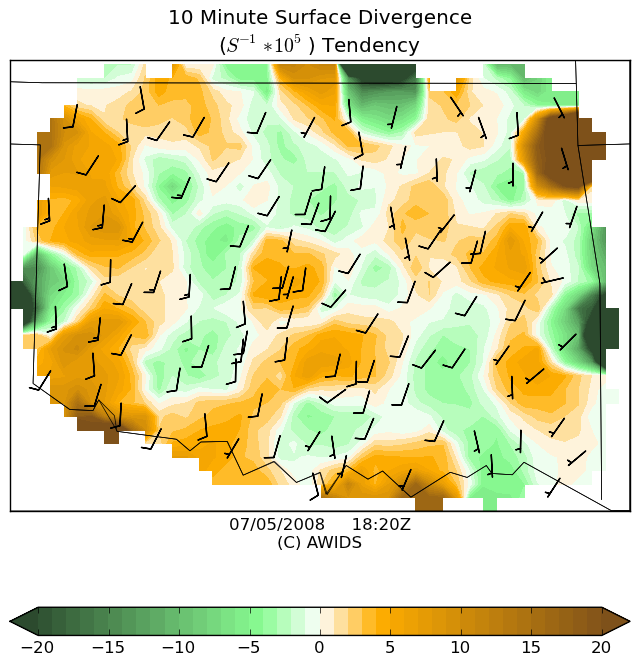 10 Minute Surface Divergence
(S⁻¹ *10⁵ ) Tendency
07/05/2008 18:20Z
(C) AWIDS
−20 −15 −10 −5 0 5 10 15 20